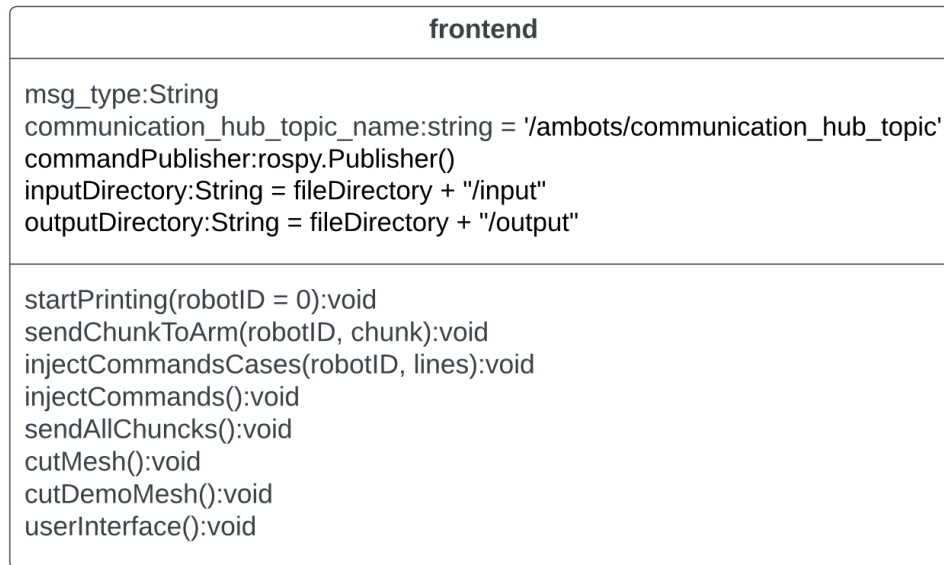 frontend
msg_type:String
communication_hub_topic_name:string = '/ambots/communication_hub_topic'
commandPublisher:rospy.Publisher()
inputDirectory:String = fileDirectory + "/input"
outputDirectory:String = fileDirectory + "/output"
startPrinting(robotID = 0):void
sendChunkToArm(robotID, chunk):void
injectCommandsCases(robotID, lines):void
injectCommands():void
sendAllChuncks():void
cutMesh():void
cutDemoMesh():void
userInterface():void